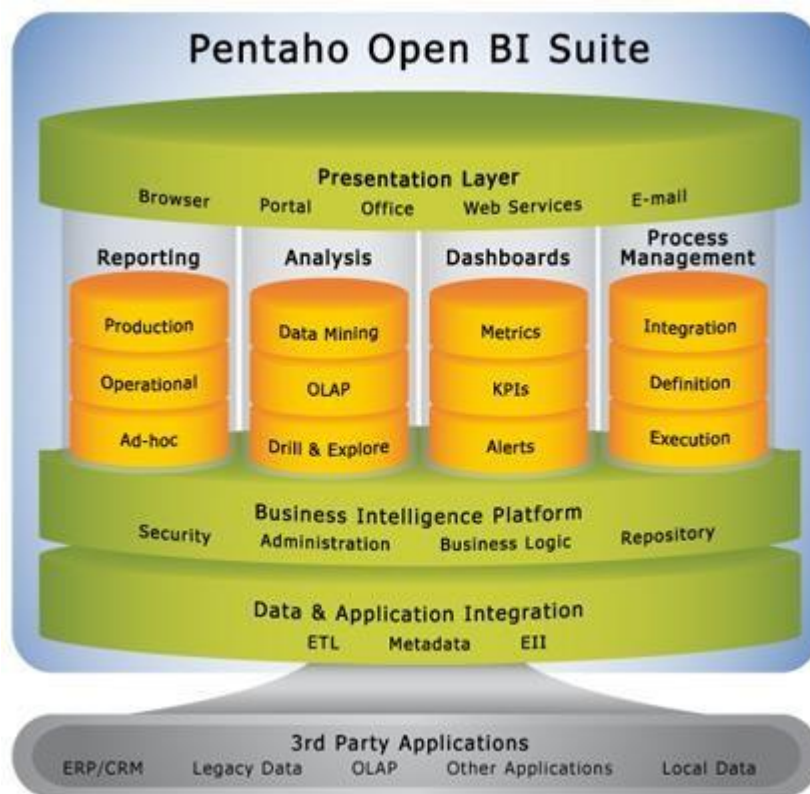 Pentaho Open BI Suite
Presentation Layer
Browser Portal Office Web Services E-mail
Reporting Analysis Dashboards Process Management
Production Data Mining Metrics Integration
Operational OLAP KPIs Definition
Ad-hoc Drill & Explore Alerts Execution
Business Intelligence Platform
Security Administration Business Logic Repository
Data & Application Integration
ETL Metadata EII
3rd Party Applications
ERP/CRM Legacy Data OLAP Other Applications Local Data